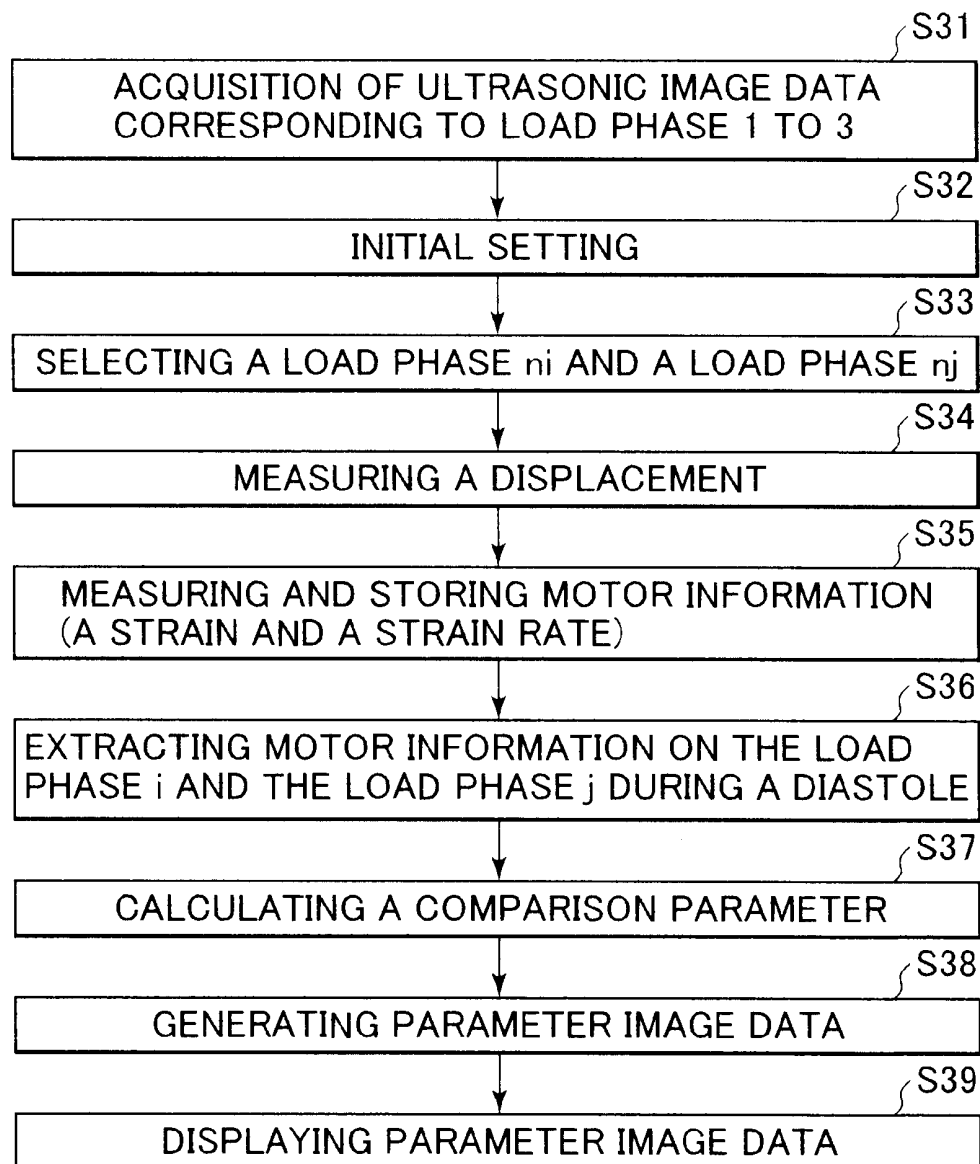 S31
ACQUISITION OF ULTRASONIC IMAGE DATA
CORRESPONDING TO LOAD PHASE 1 TO 3
S32
INITIAL SETTING
S33
SELECTING A LOAD PHASE ni AND A LOAD PHASE nj
S34
MEASURING A DISPLACEMENT
S35
MEASURING AND STORING MOTOR INFORMATION
(A STRAIN AND A STRAIN RATE)
S36
EXTRACTING MOTOR INFORMATION ON THE LOAD
PHASE i AND THE LOAD PHASE j DURING A DIASTOLE
S37
CALCULATING A COMPARISON PARAMETER
S38
GENERATING PARAMETER IMAGE DATA
S39
DISPLAYING PARAMETER IMAGE DATA